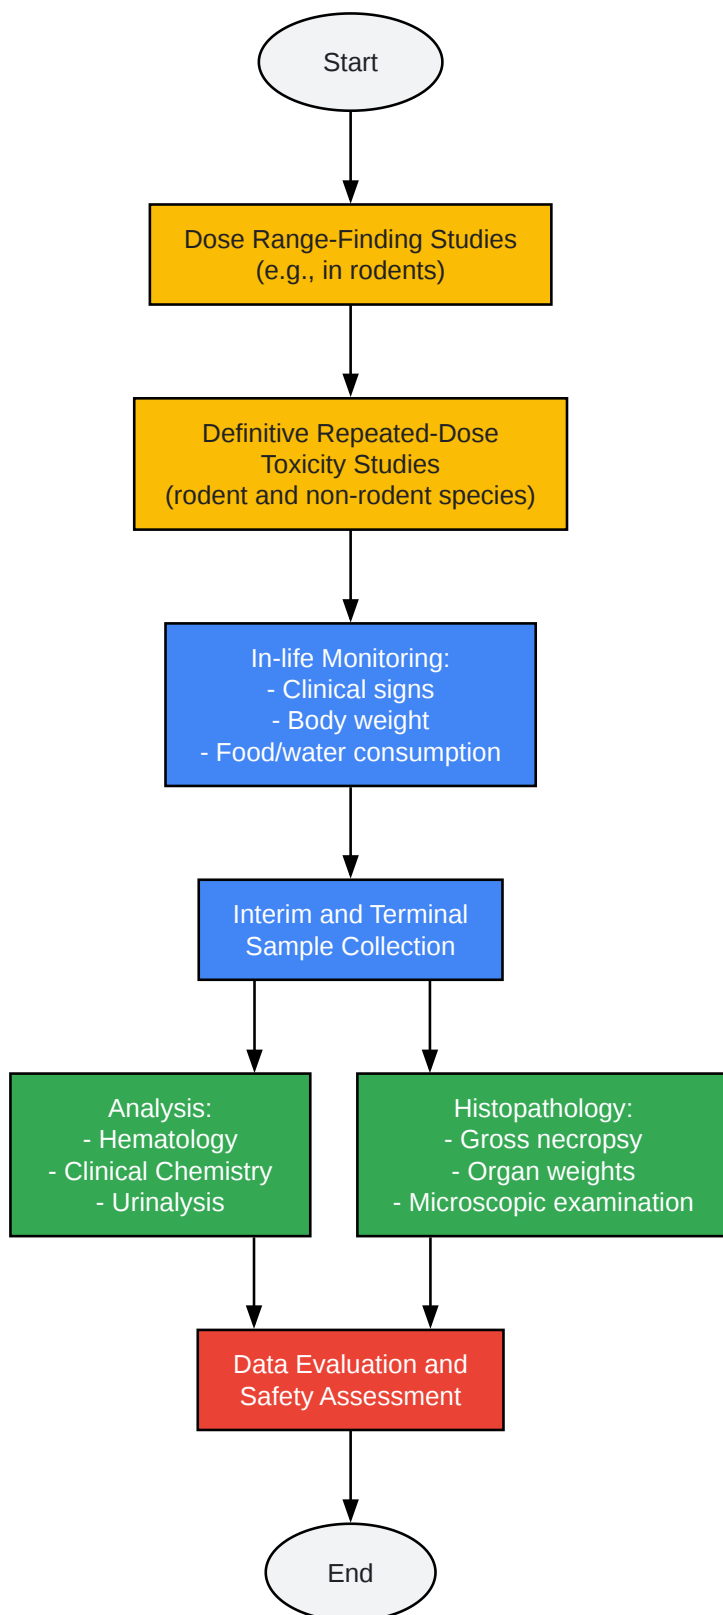 Start
Dose Range-Finding Studies
(e.g., in rodents)
Definitive Repeated-Dose
Toxicity Studies
(rodent and non-rodent species)
In-life Monitoring:
- Clinical signs
- Body weight
- Food/water consumption
Interim and Terminal
Sample Collection
Analysis:
- Hematology
- Clinical Chemistry
- Urinalysis
Histopathology:
- Gross necropsy
- Organ weights
- Microscopic examination
Data Evaluation and
Safety Assessment
End